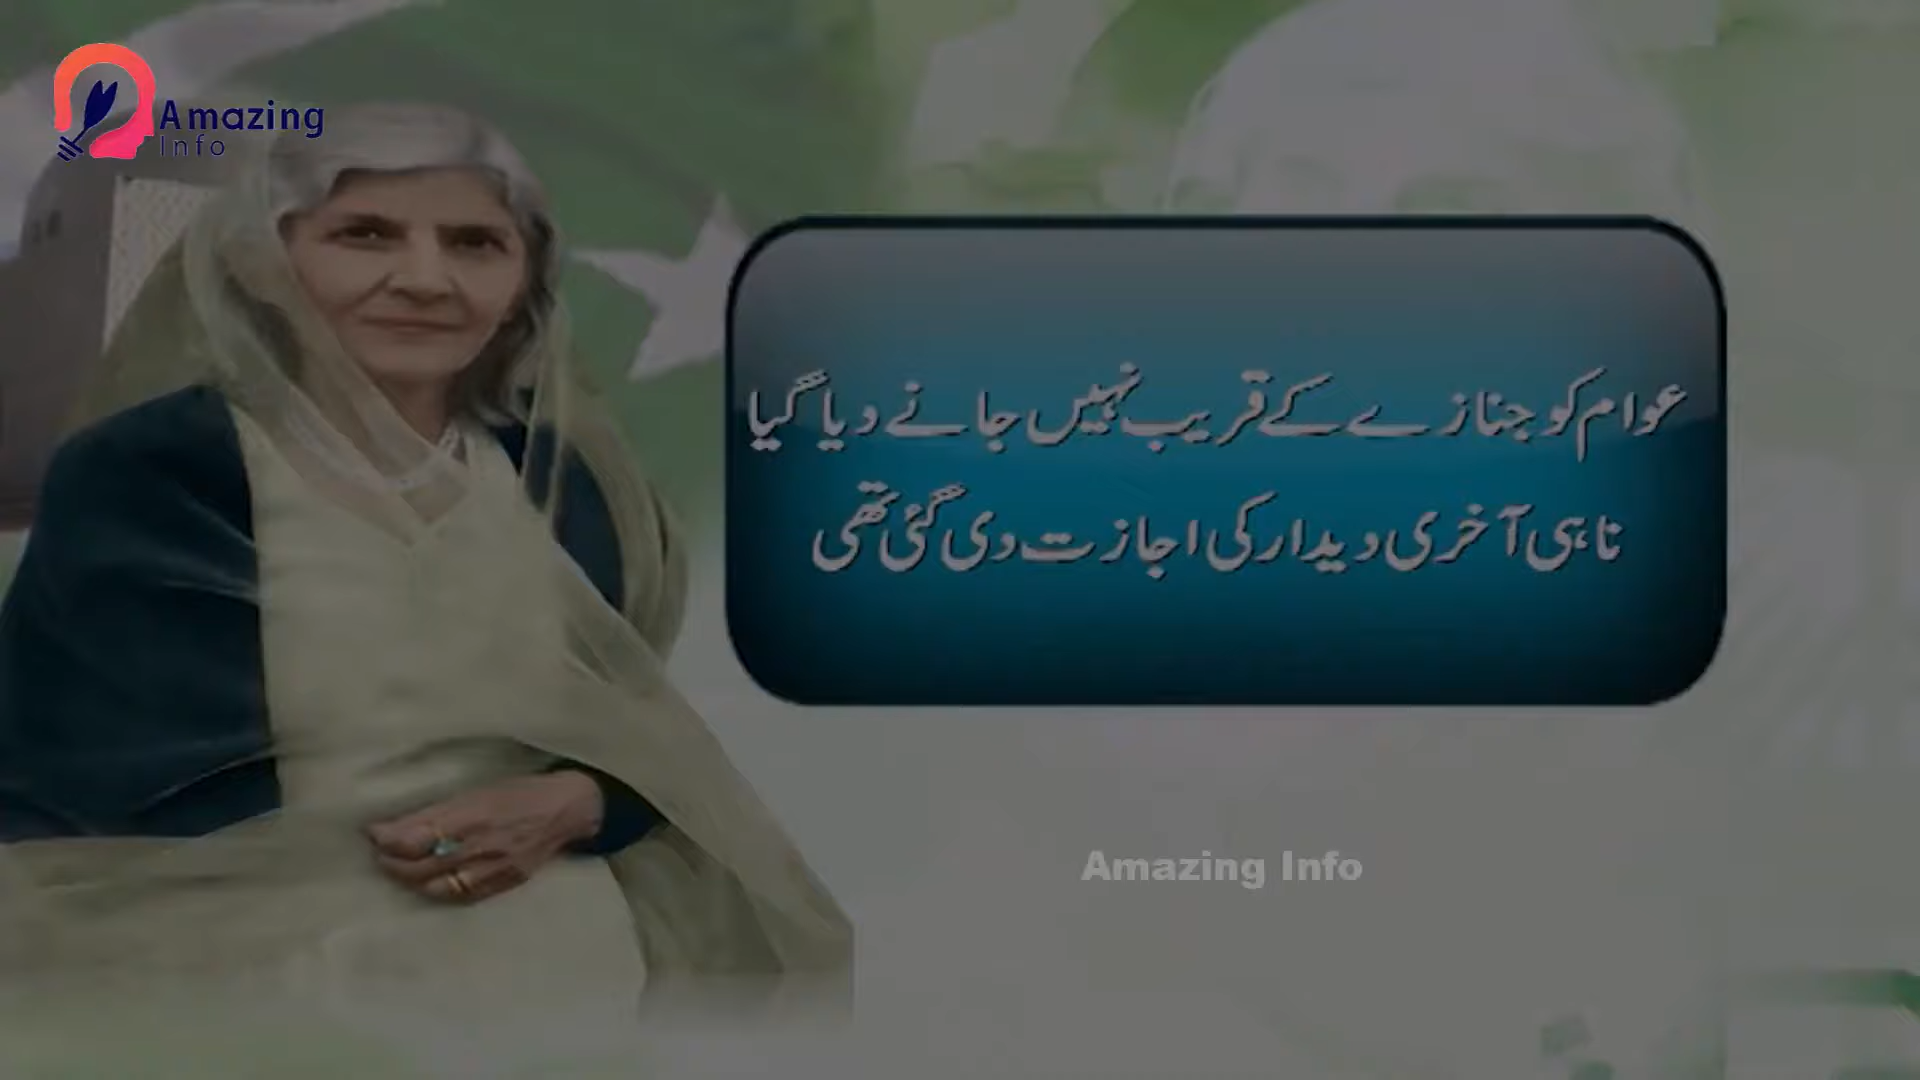 Amazing
Info
عوام کو جنازے کے قریب نہیں جانے دیا گیا
نا ہی آخری دیدار کی اجازت دی گئی تھی
Amazing Info